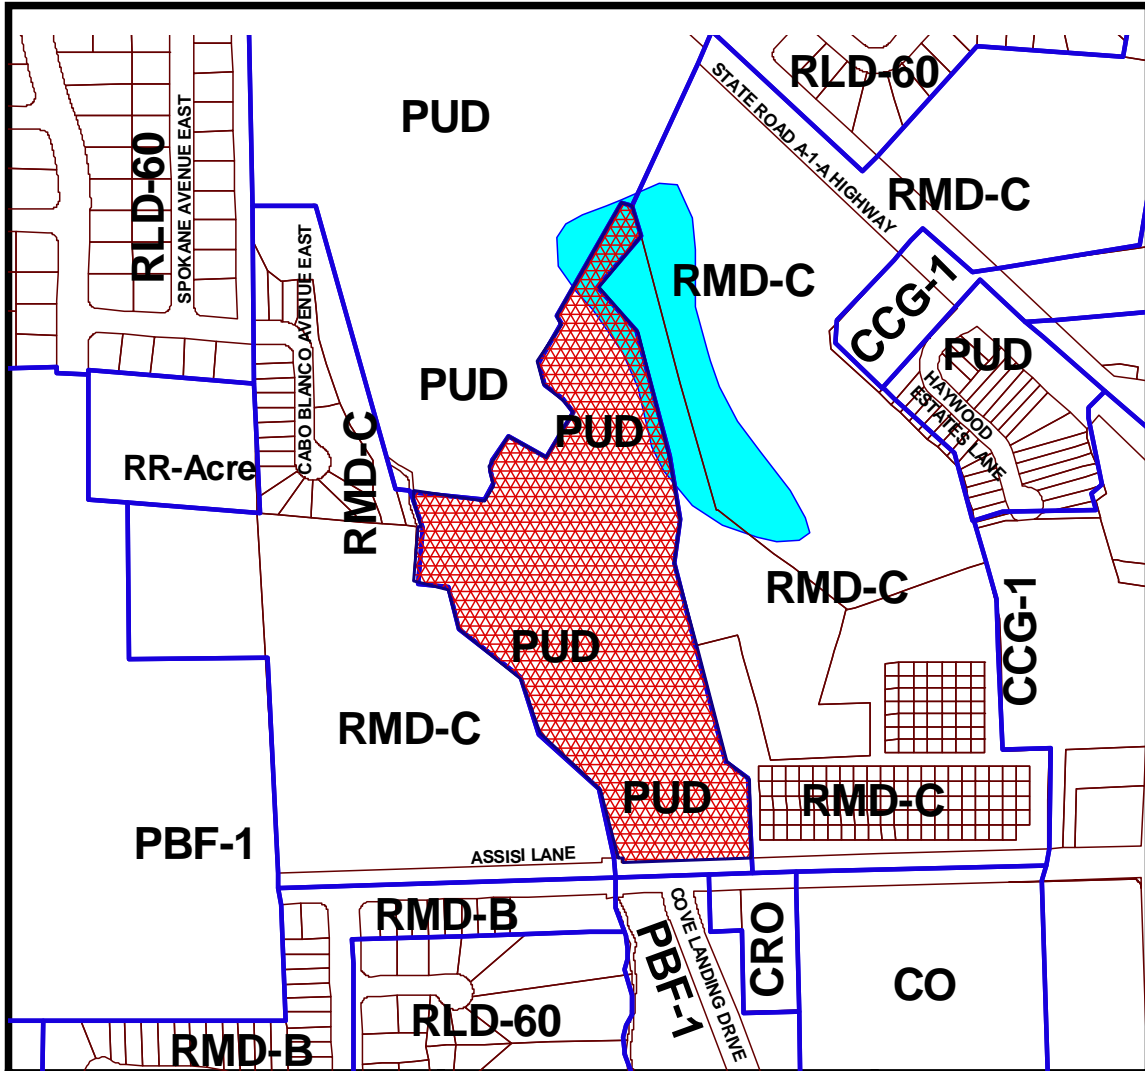 PUD
RLD-60
STATE ROAD A-1-A HIGHWAY
RLD-60
SPOKANE AVENUE EAST
RMD-C
CABO BLANCO AVENUE EAST
RMD-C
CCG-1
PUD
PUD
HAYWOOD
ESTATES LANE
PUD
RR-Acre
RMD-C
RMD-C
PUD
CCG-1
RMD-C
PUD
RMD-C
PBF-1
ASSISI LANE
RMD-B
COVE LANDING DRIVE
PBF-1
CRO
CO
RLD-60
RMD-B